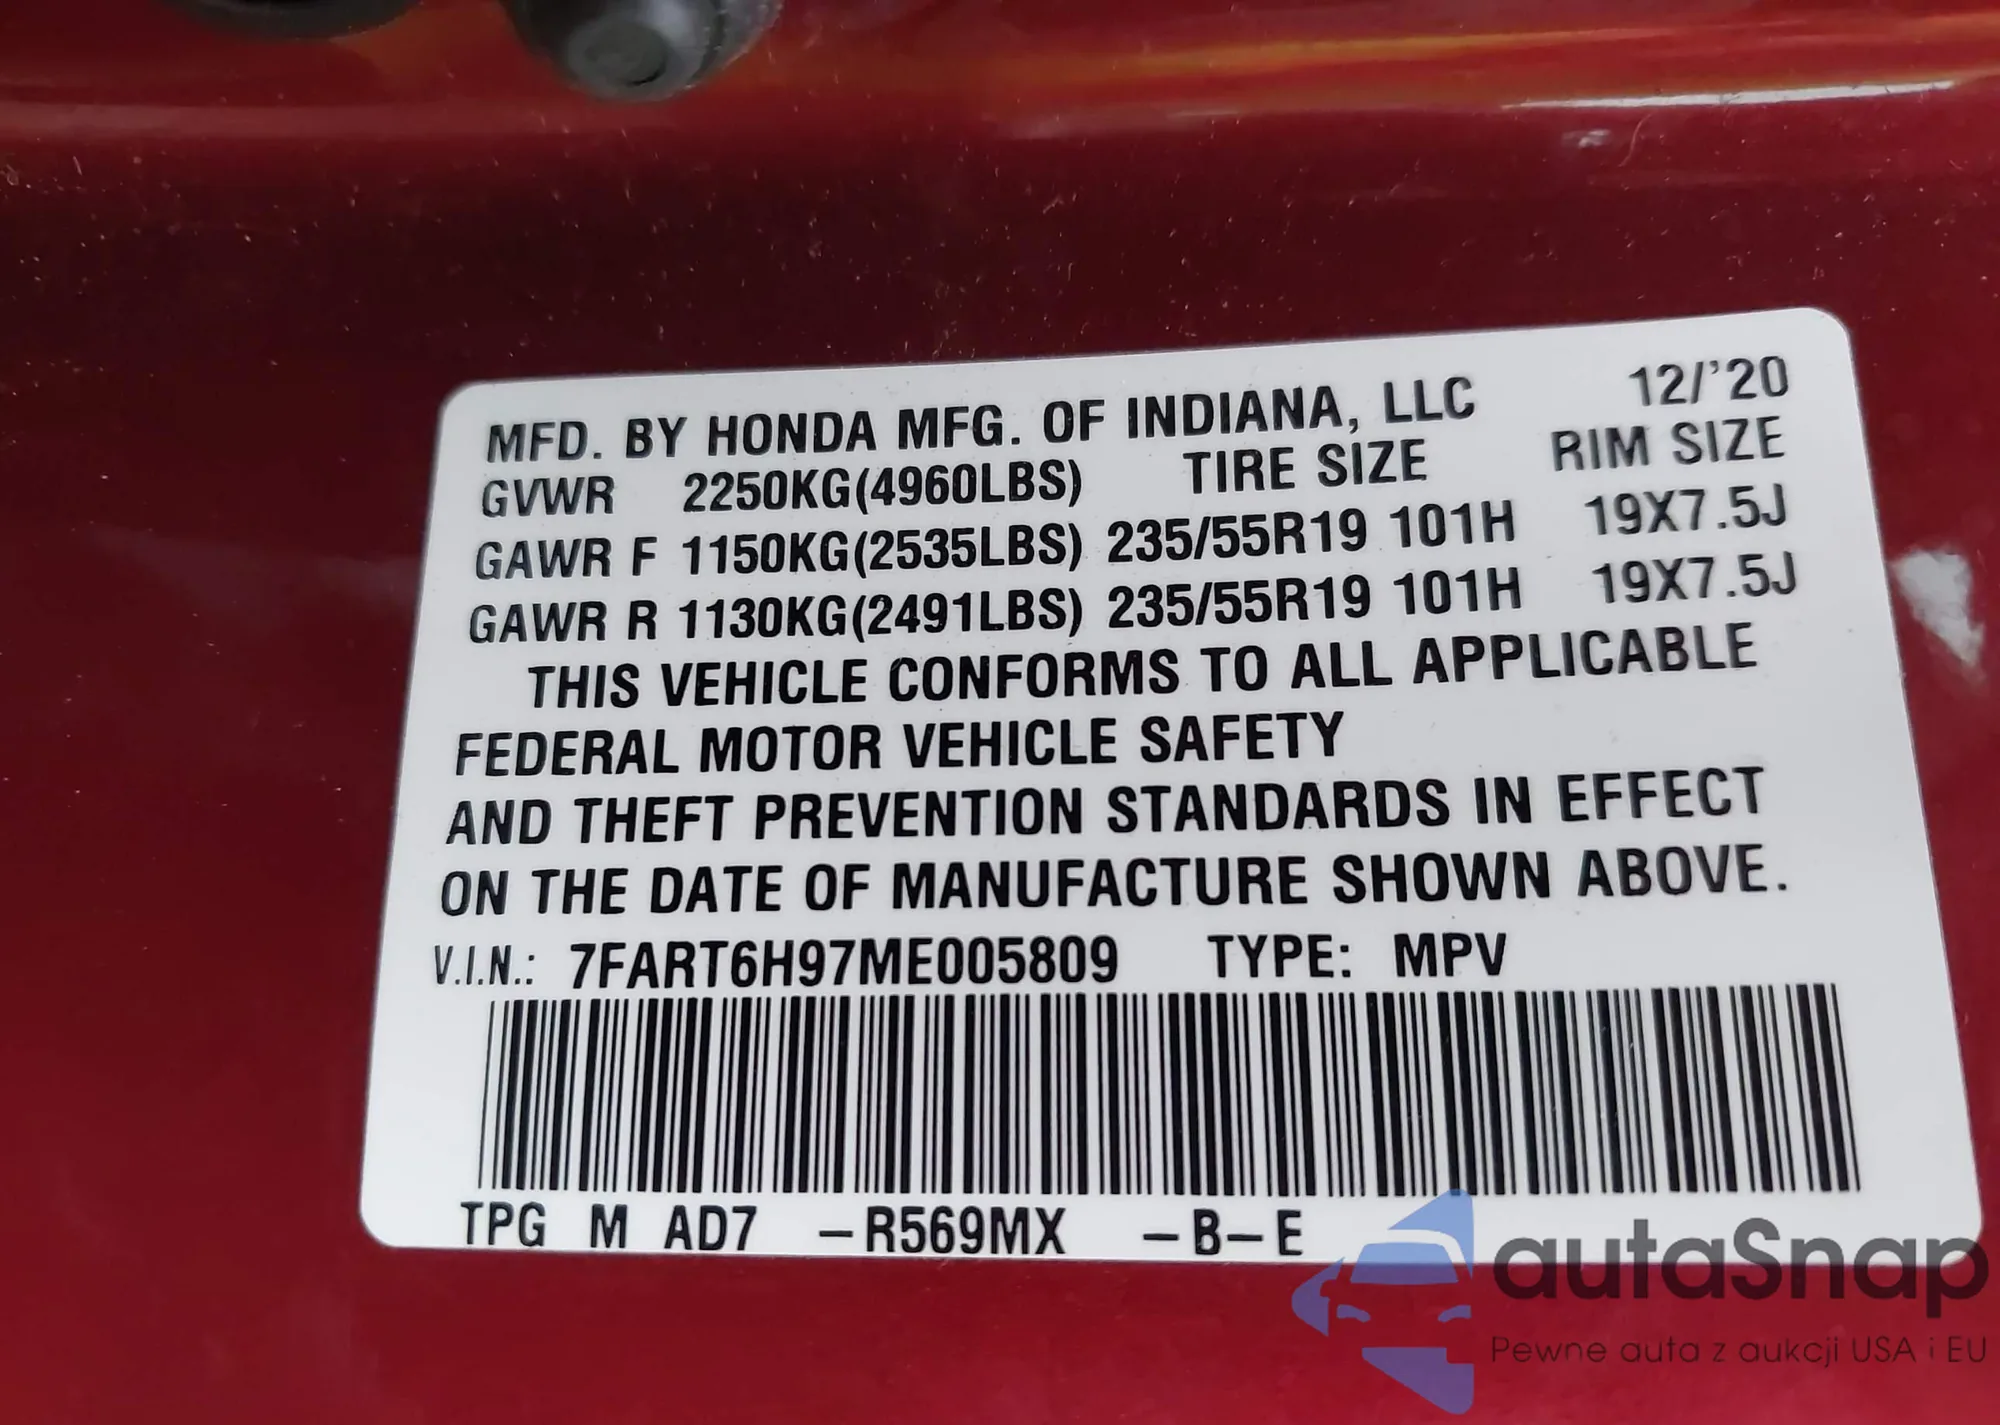 MFD. BY HONDA MFG. OF INDIANA, LLC 12/'20
GVWR 2250KG(4960LBS) TIRE SIZE RIM SIZE
GAWR F 1150KG(2535LBS) 235/55R19 101H 19X7.5J
GAWR R 1130KG(2491LBS) 235/55R19 101H 19X7.5J
THIS VEHICLE CONFORMS TO ALL APPLICABLE
FEDERAL MOTOR VEHICLE SAFETY
AND THEFT PREVENTION STANDARDS IN EFFECT
ON THE DATE OF MANUFACTURE SHOWN ABOVE.
V.I.N.: 7FART6H97ME005809 TYPE: MPV
TPG M AD7 –R569MX –B–E
autaSnap
Pewne auta z aukcji USA i EU